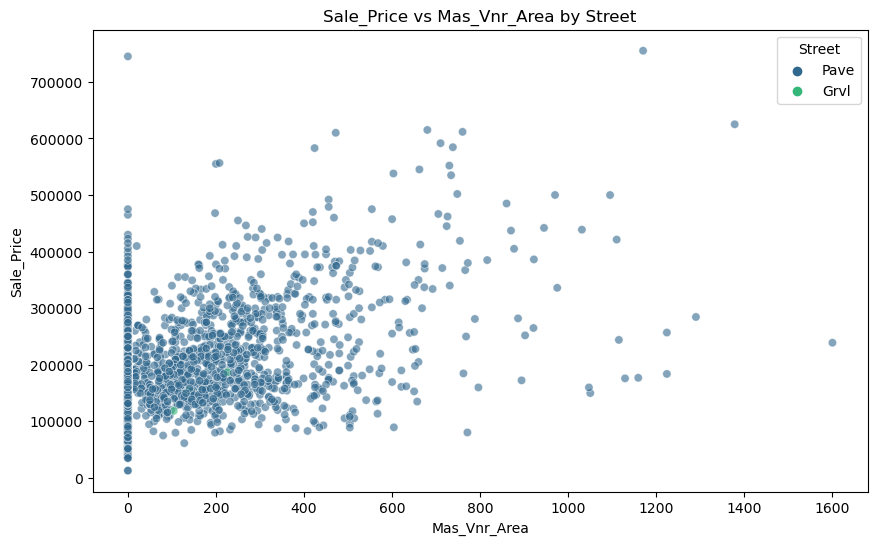 Sale_Price vs Mas_Vnr_Area by Street
Street
Pave
Grvl
700000
600000
500000
400000
300000
200000
100000
0
Sale_Price
0 200 400 600 800 1000 1200 1400 1600
Mas_Vnr_Area